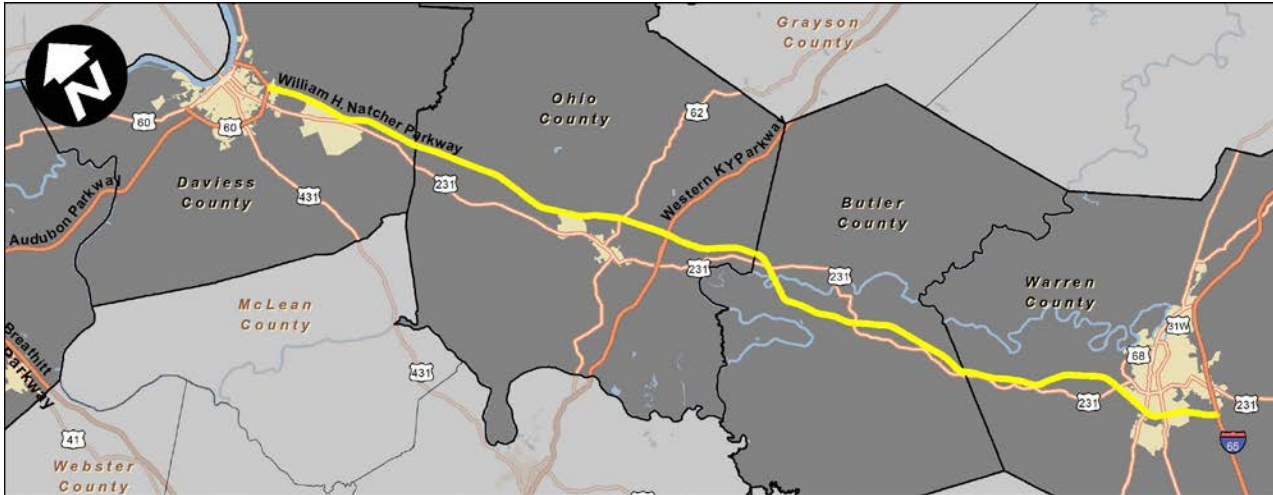 N
Grayson
County
William H. Natcher Parkway
Ohio
County
62
60
60
Western KY Parkway
Daviess
County
231
Butler
County
431
Audubon Parkway
231
231
Warren
County
McLean
County
31W
Breathitt
Parkway
68
431
231
231
41
65
Webster
County